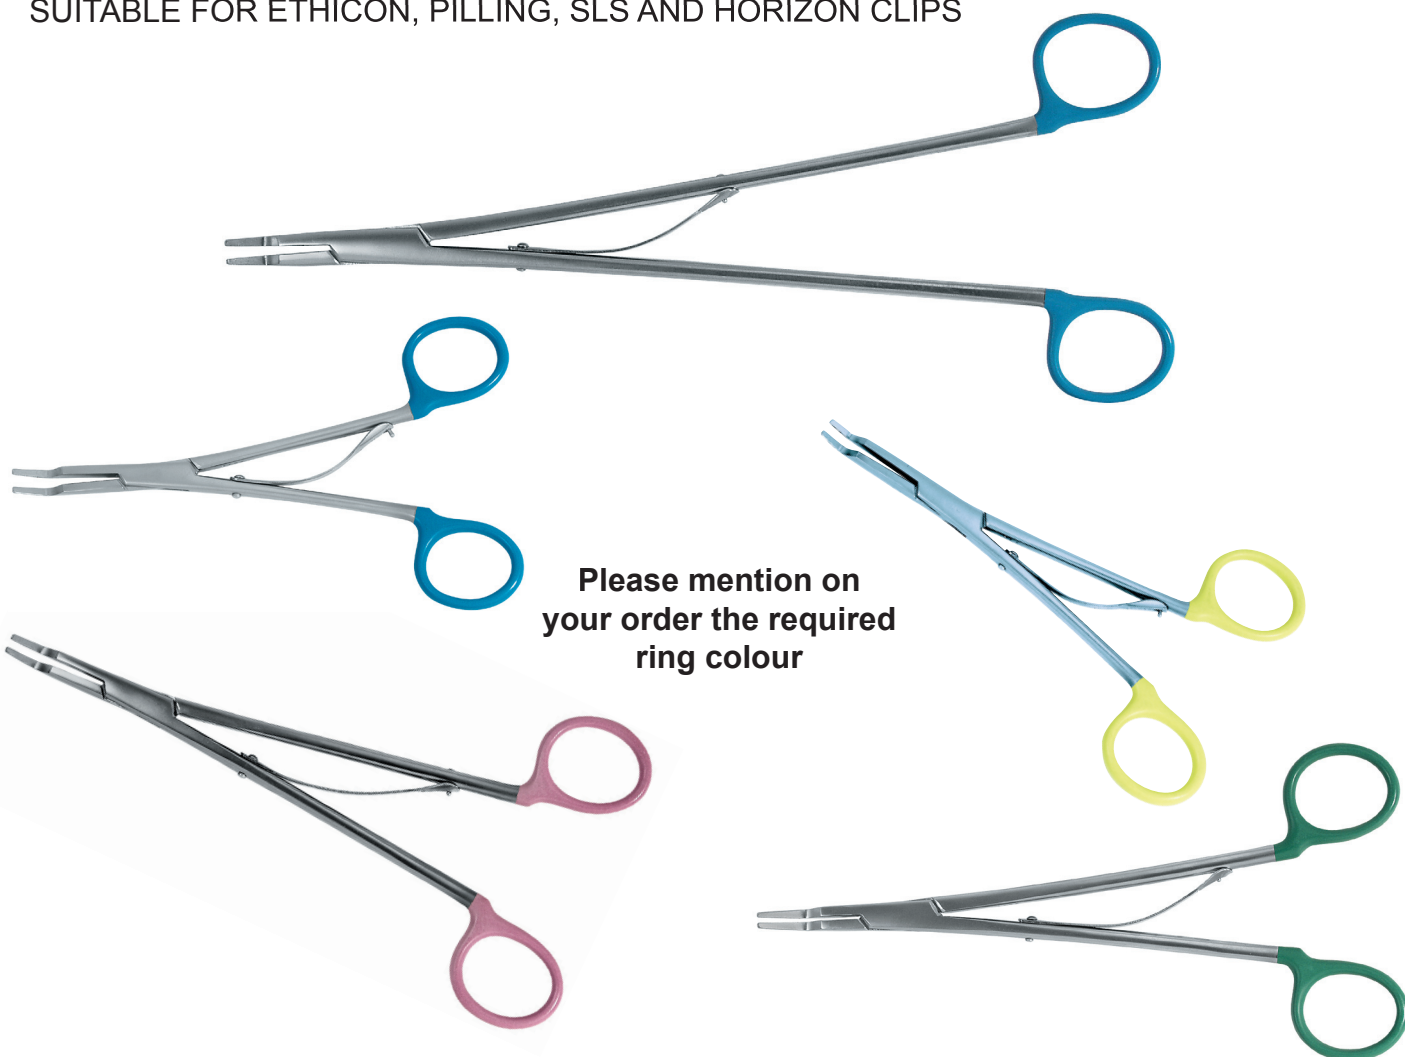 SUITABLE FOR ETHICON, PILLING, SLS AND HORIZON CLIPS
Please mention on
your order the required
ring colour